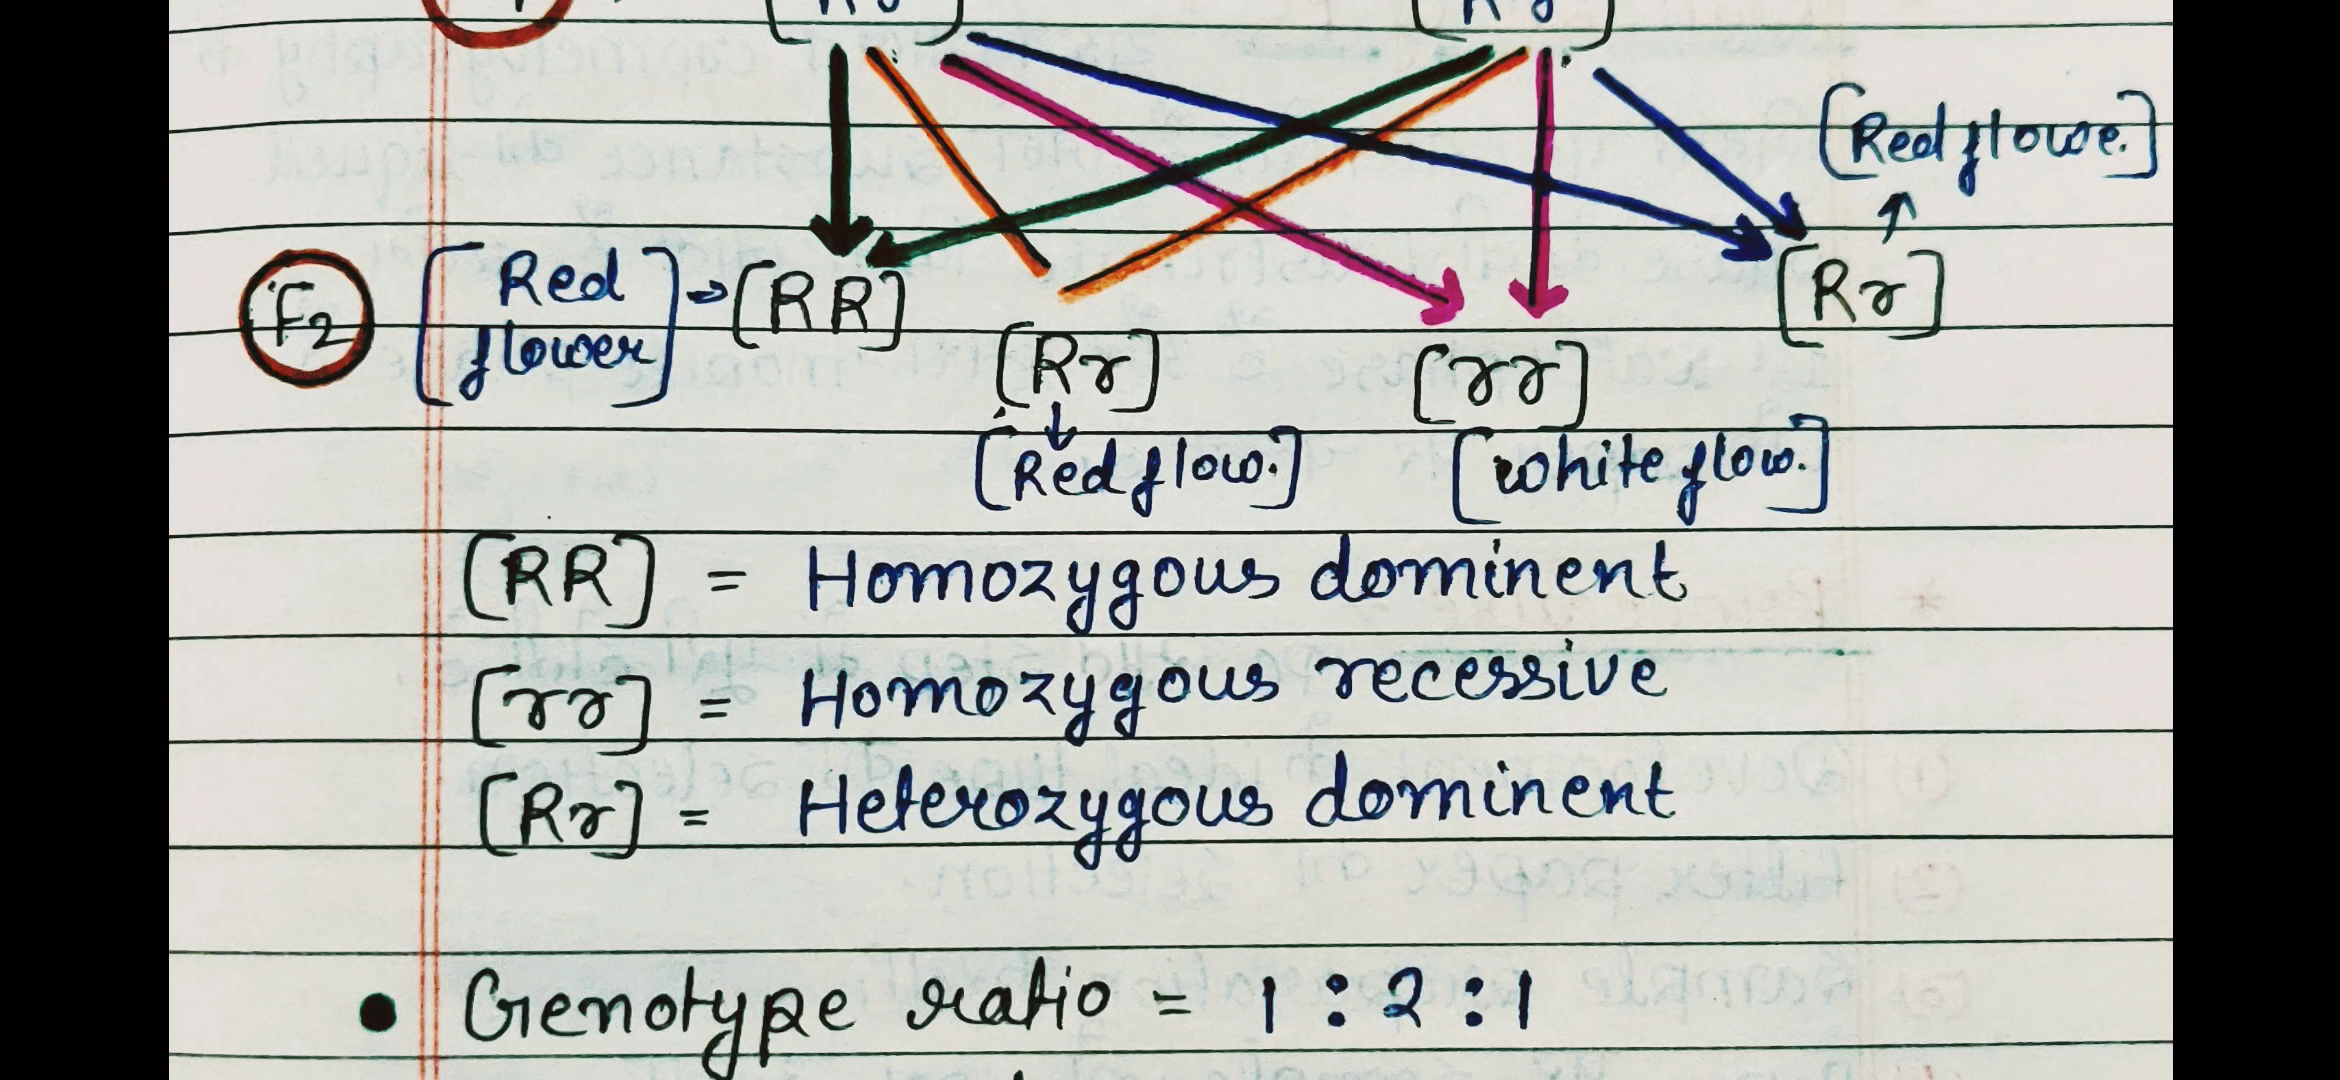 [Red flowe.]
F2 [Red flower] → [RR] [Rr]
[Rr] [rr]
[Red flow.] [white flow.]
[RR] = Homozygous dominent
[rr] = Homozygous recessive
[Rr] = Heterozygous dominent
• Genotype ratio = 1 : 2 : 1